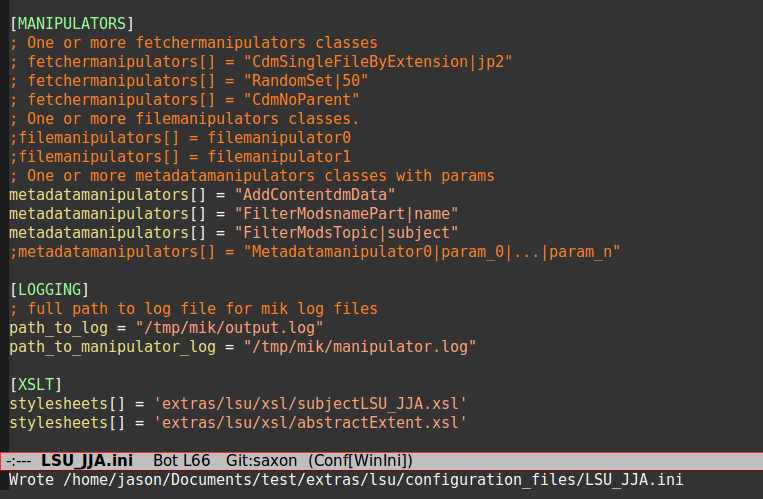 [MANIPULATORS]
; One or more fetchermanipulators classes
; fetchermanipulators[] = "CdmSingleFileByExtension|jp2"
; fetchermanipulators[] = "RandomSet|50"
; fetchermanipulators[] = "CdmNoParent"
; One or more filemanipulators classes.
;filemanipulators[] = filemanipulator0
;filemanipulators[] = filemanipulator1
; One or more metadatamanipulators classes with params
metadatamanipulators[] = "AddContentdmData"
metadatamanipulators[] = "FilterModsnamePart|name"
metadatamanipulators[] = "FilterModsTopic|subject"
;metadatamanipulators[] = "Metadatamanipulator0|param_0|...|param_n"
[LOGGING]
; full path to log file for mik log files
path_to_log = "/tmp/mik/output.log"
path_to_manipulator_log = "/tmp/mik/manipulator.log"
[XSLT]
stylesheets[] = 'extras/lsu/xsl/subjectLSU_JJA.xsl'
stylesheets[] = 'extras/lsu/xsl/abstractExtent.xsl'
-:--- LSU_JJA.ini Bot L66 Git:saxon (Conf[WinIni])
Wrote /home/jason/Documents/test/extras/lsu/configuration_files/LSU_JJA.ini